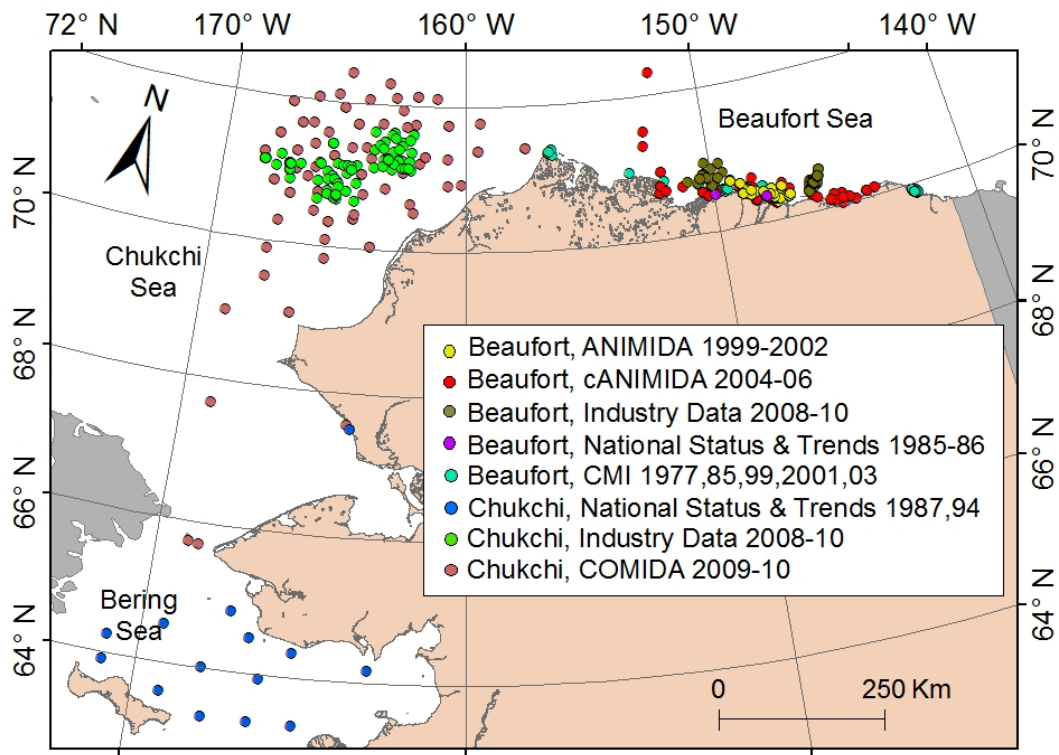 72° N 170° W 160° W 150° W 140° W
N
Beaufort Sea
70° N
70° N
Chukchi
Sea
68° N
68° N
Beaufort, ANIMIDA 1999-2002
Beaufort, cANIMIDA 2004-06
Beaufort, Industry Data 2008-10
Beaufort, National Status & Trends 1985-86
Beaufort, CMI 1977,85,99,2001,03
Chukchi, National Status & Trends 1987,94
Chukchi, Industry Data 2008-10
Chukchi, COMIDA 2009-10
66° N
66° N
Bering
Sea
64° N
64° N
0 250 Km